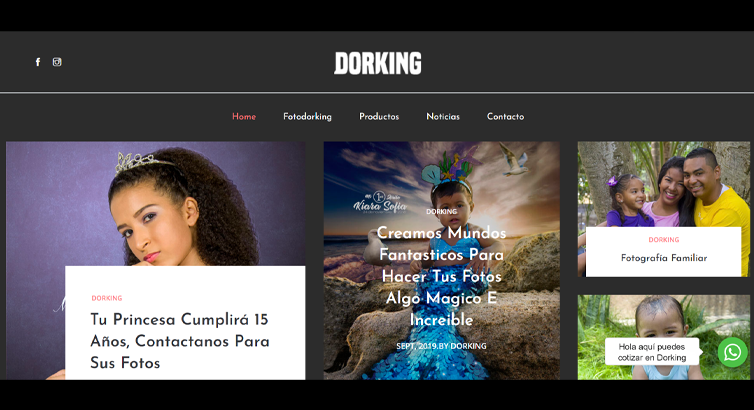 DORKING
Home Fotodorking Productos Noticias Contacto
DORKING
Tu Princesa Cumplirá 15
Años, Contactanos Para
Sus Fotos
Kiara Sofia
DORKING
Creamos Mundos
Fantasticos Para
Hacer Tus Fotos
Algo Magico E
Increible
SEPT, 2019.BY DORKING
DORKING
Fotografía Familiar
Hola aquí puedes
cotizar en Dorking